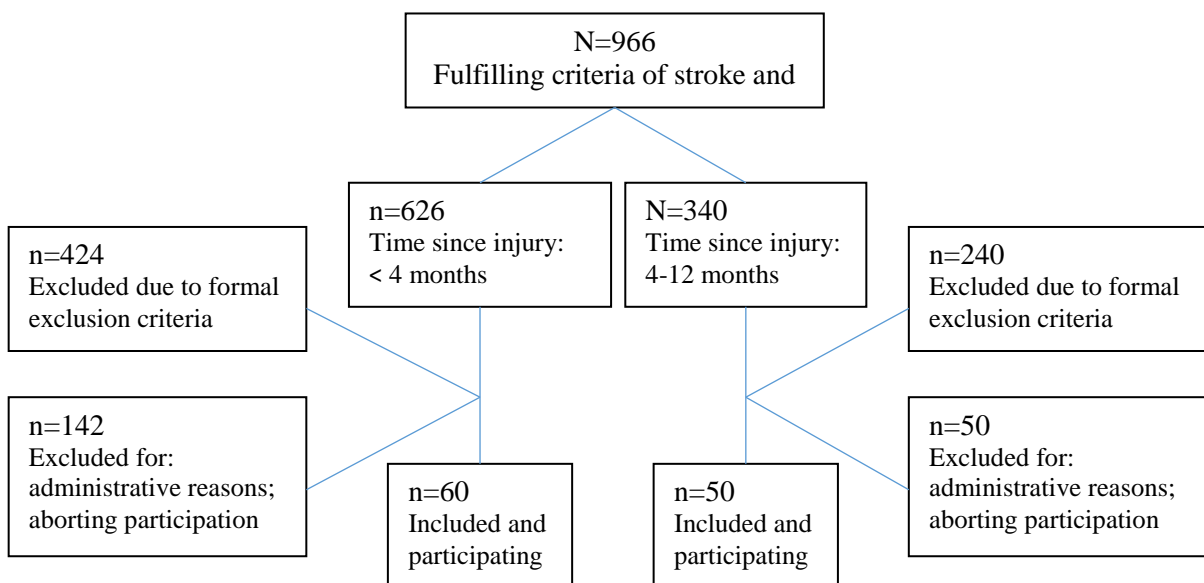 N=966
Fulfilling criteria of stroke and
n=626
Time since injury:
< 4 months
N=340
Time since injury:
4-12 months
n=424
Excluded due to formal
exclusion criteria
n=240
Excluded due to formal
exclusion criteria
n=142
Excluded for:
administrative reasons;
aborting participation
n=60
Included and
participating
n=50
Included and
participating
n=50
Excluded for:
administrative reasons;
aborting participation